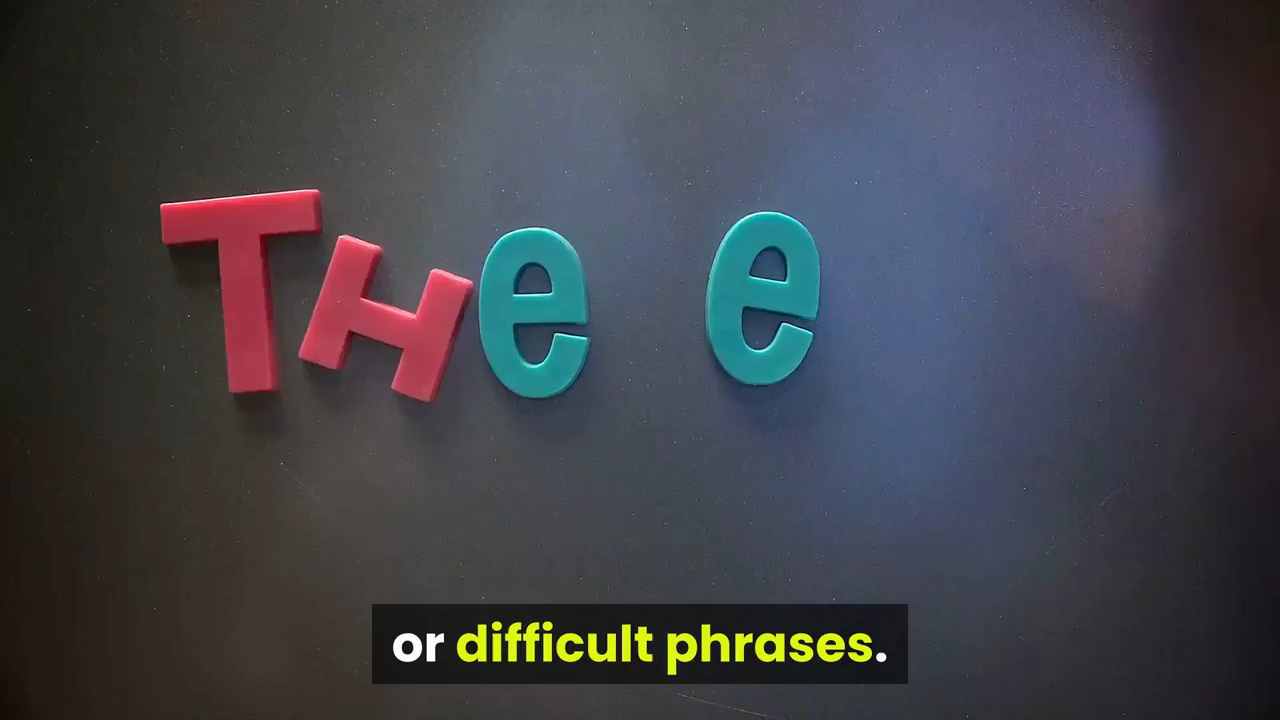 THe e
or difficult phrases.